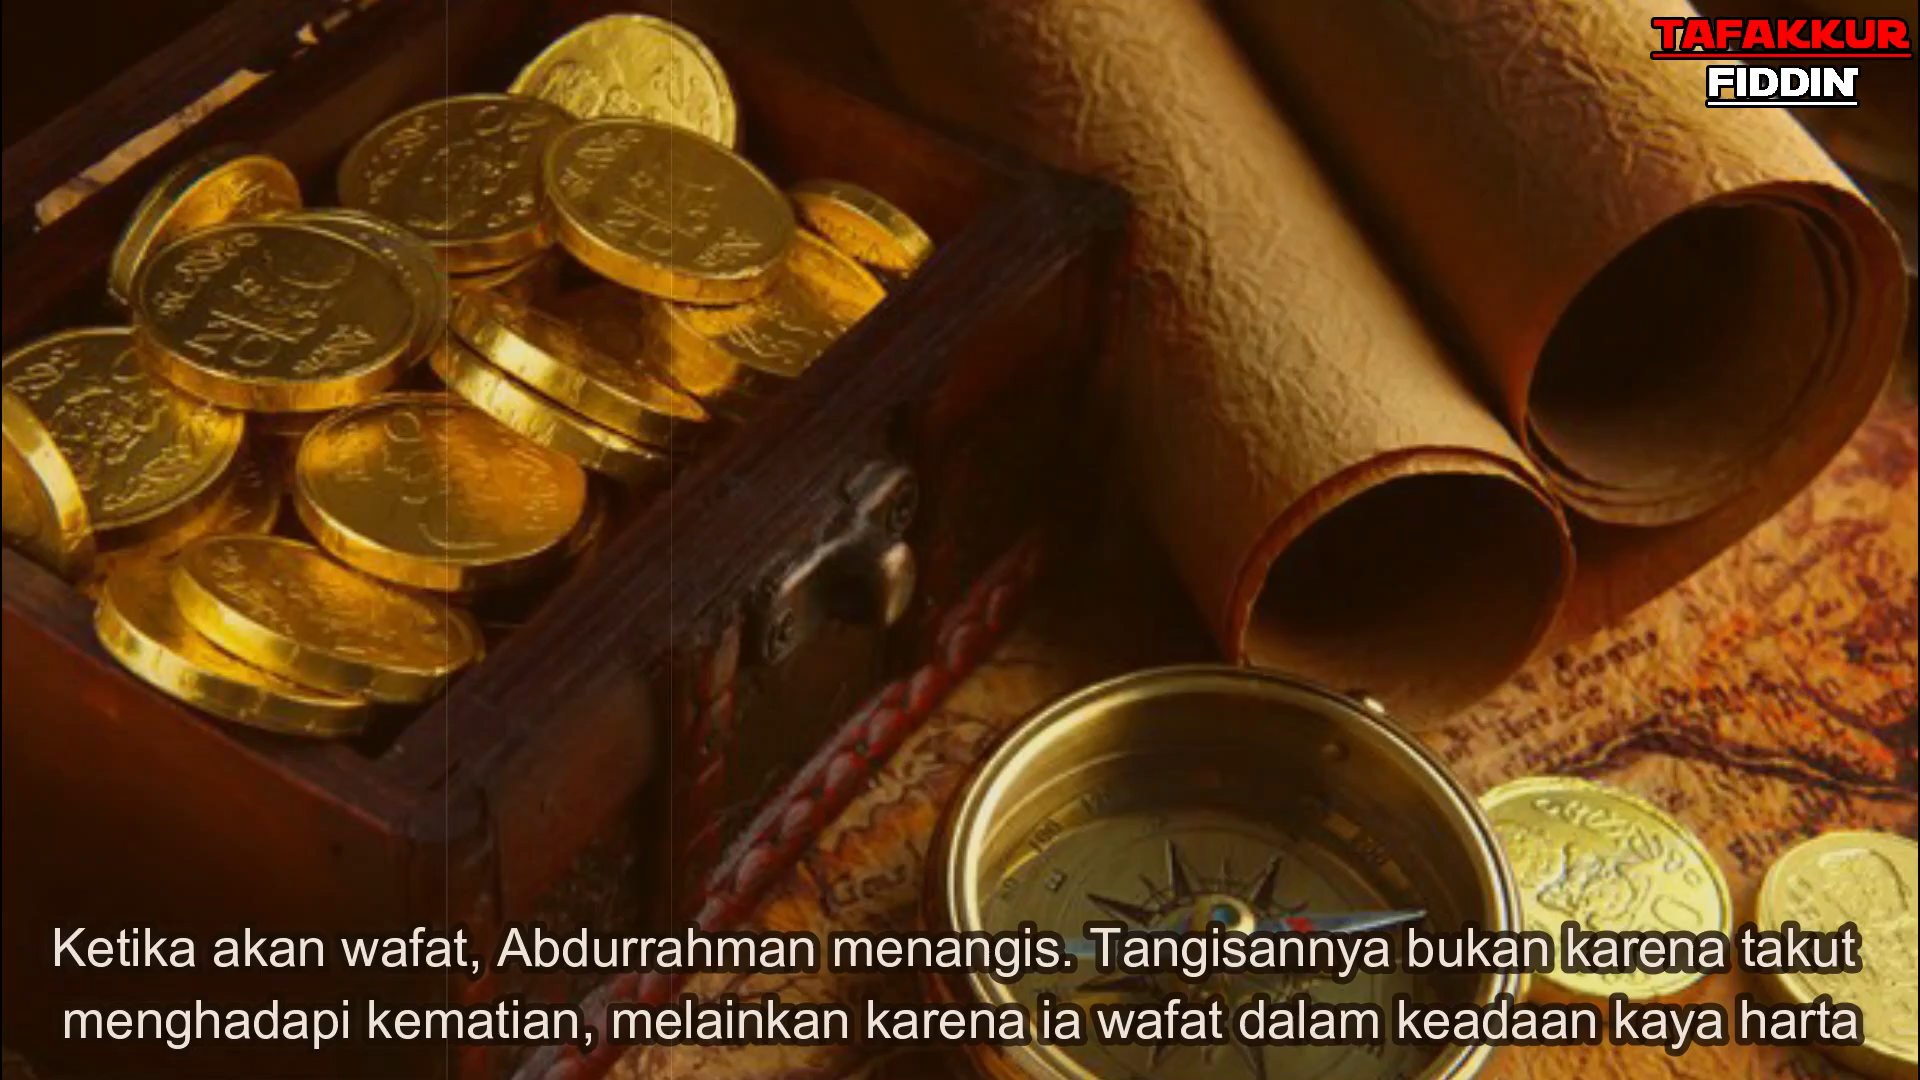 TAFAKKUR
FIDDIN
Ketika akan wafat, Abdurrahman menangis. Tangisannya bukan karena takut
menghadapi kematian, melainkan karena ia wafat dalam keadaan kaya harta